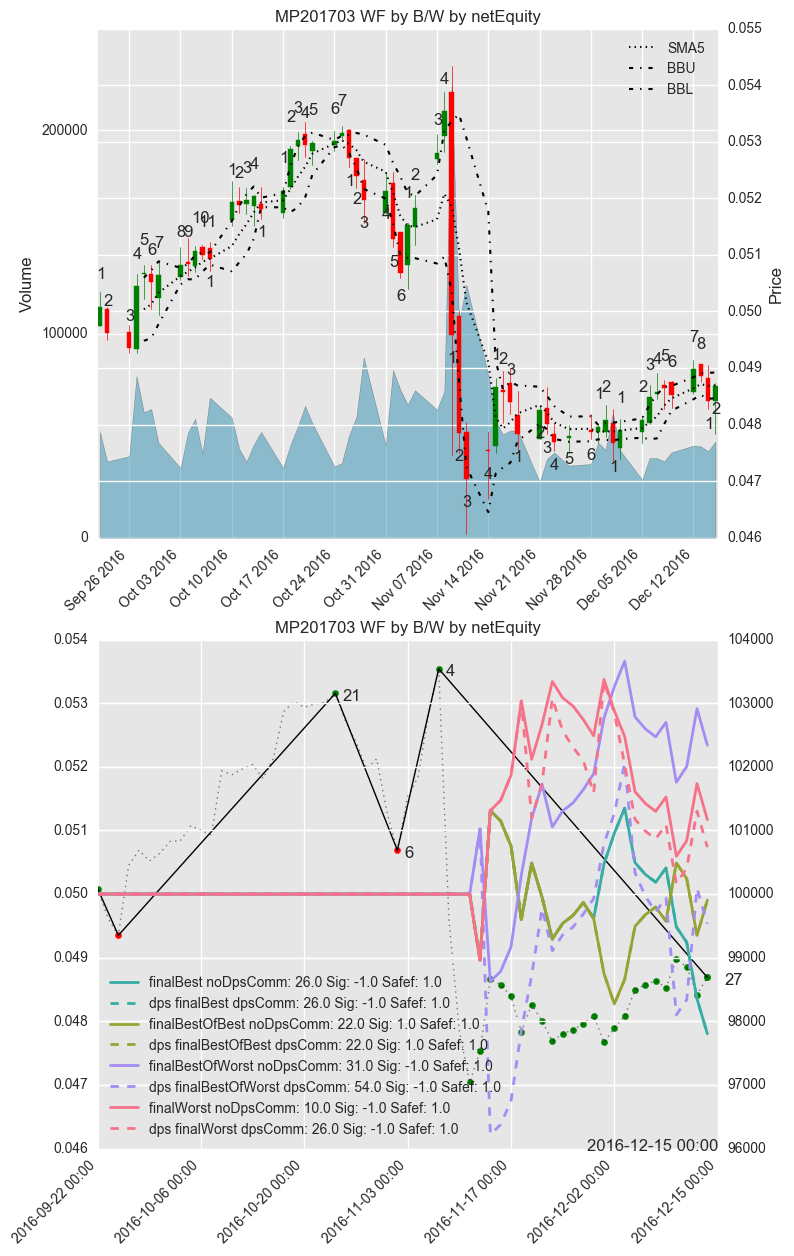 MP201703 WF by B/W by netEquity
SMA5
BBU
BBL
Volume
Price
200000
100000
0
0.055
0.054
0.053
0.052
0.051
0.050
0.049
0.048
0.047
0.046
Sep 26 2016
Oct 03 2016
Oct 10 2016
Oct 17 2016
Oct 24 2016
Oct 31 2016
Nov 07 2016
Nov 14 2016
Nov 21 2016
Nov 28 2016
Dec 05 2016
Dec 12 2016
MP201703 WF by B/W by netEquity
0.054
0.053
0.052
0.051
0.050
0.049
0.048
0.047
0.046
104000
103000
102000
101000
100000
99000
98000
97000
96000
21
4
6
27
finalBest noDpsComm: 26.0 Sig: -1.0 Safef: 1.0
dps finalBest dpsComm: 26.0 Sig: -1.0 Safef: 1.0
finalBestOfBest noDpsComm: 22.0 Sig: 1.0 Safef: 1.0
dps finalBestOfBest dpsComm: 22.0 Sig: 1.0 Safef: 1.0
finalBestOfWorst noDpsComm: 31.0 Sig: -1.0 Safef: 1.0
dps finalBestOfWorst dpsComm: 54.0 Sig: -1.0 Safef: 1.0
finalWorst noDpsComm: 10.0 Sig: -1.0 Safef: 1.0
dps finalWorst dpsComm: 26.0 Sig: -1.0 Safef: 1.0
2016-12-15 00:00
2016-09-22 00:00
2016-10-06 00:00
2016-10-20 00:00
2016-11-03 00:00
2016-11-17 00:00
2016-12-02 00:00
2016-12-15 00:00